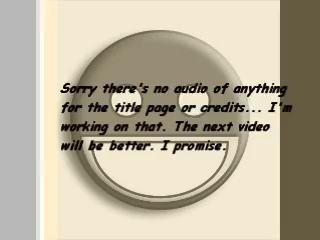 Sorry there's no audio of anything
for the title page or credits... I'm
working on that. The next video
will be better. I promise.